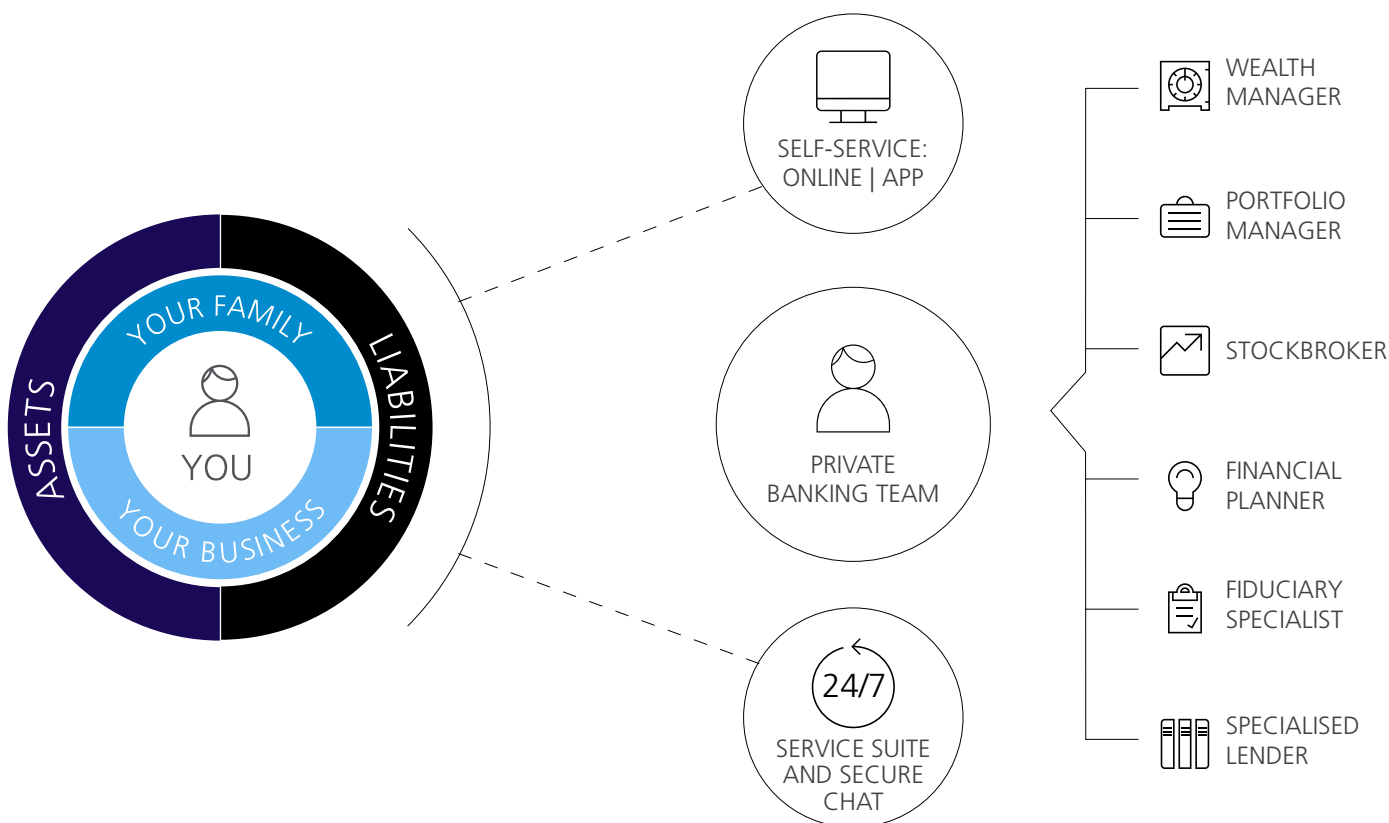 ASSETS
LIABILITIES
YOUR FAMILY
YOU
YOUR BUSINESS
SELF-SERVICE:
ONLINE | APP
PRIVATE
BANKING TEAM
24/7
SERVICE SUITE
AND SECURE
CHAT
WEALTH
MANAGER
PORTFOLIO
MANAGER
STOCKBROKER
FINANCIAL
PLANNER
FIDUCIARY
SPECIALIST
SPECIALISED
LENDER